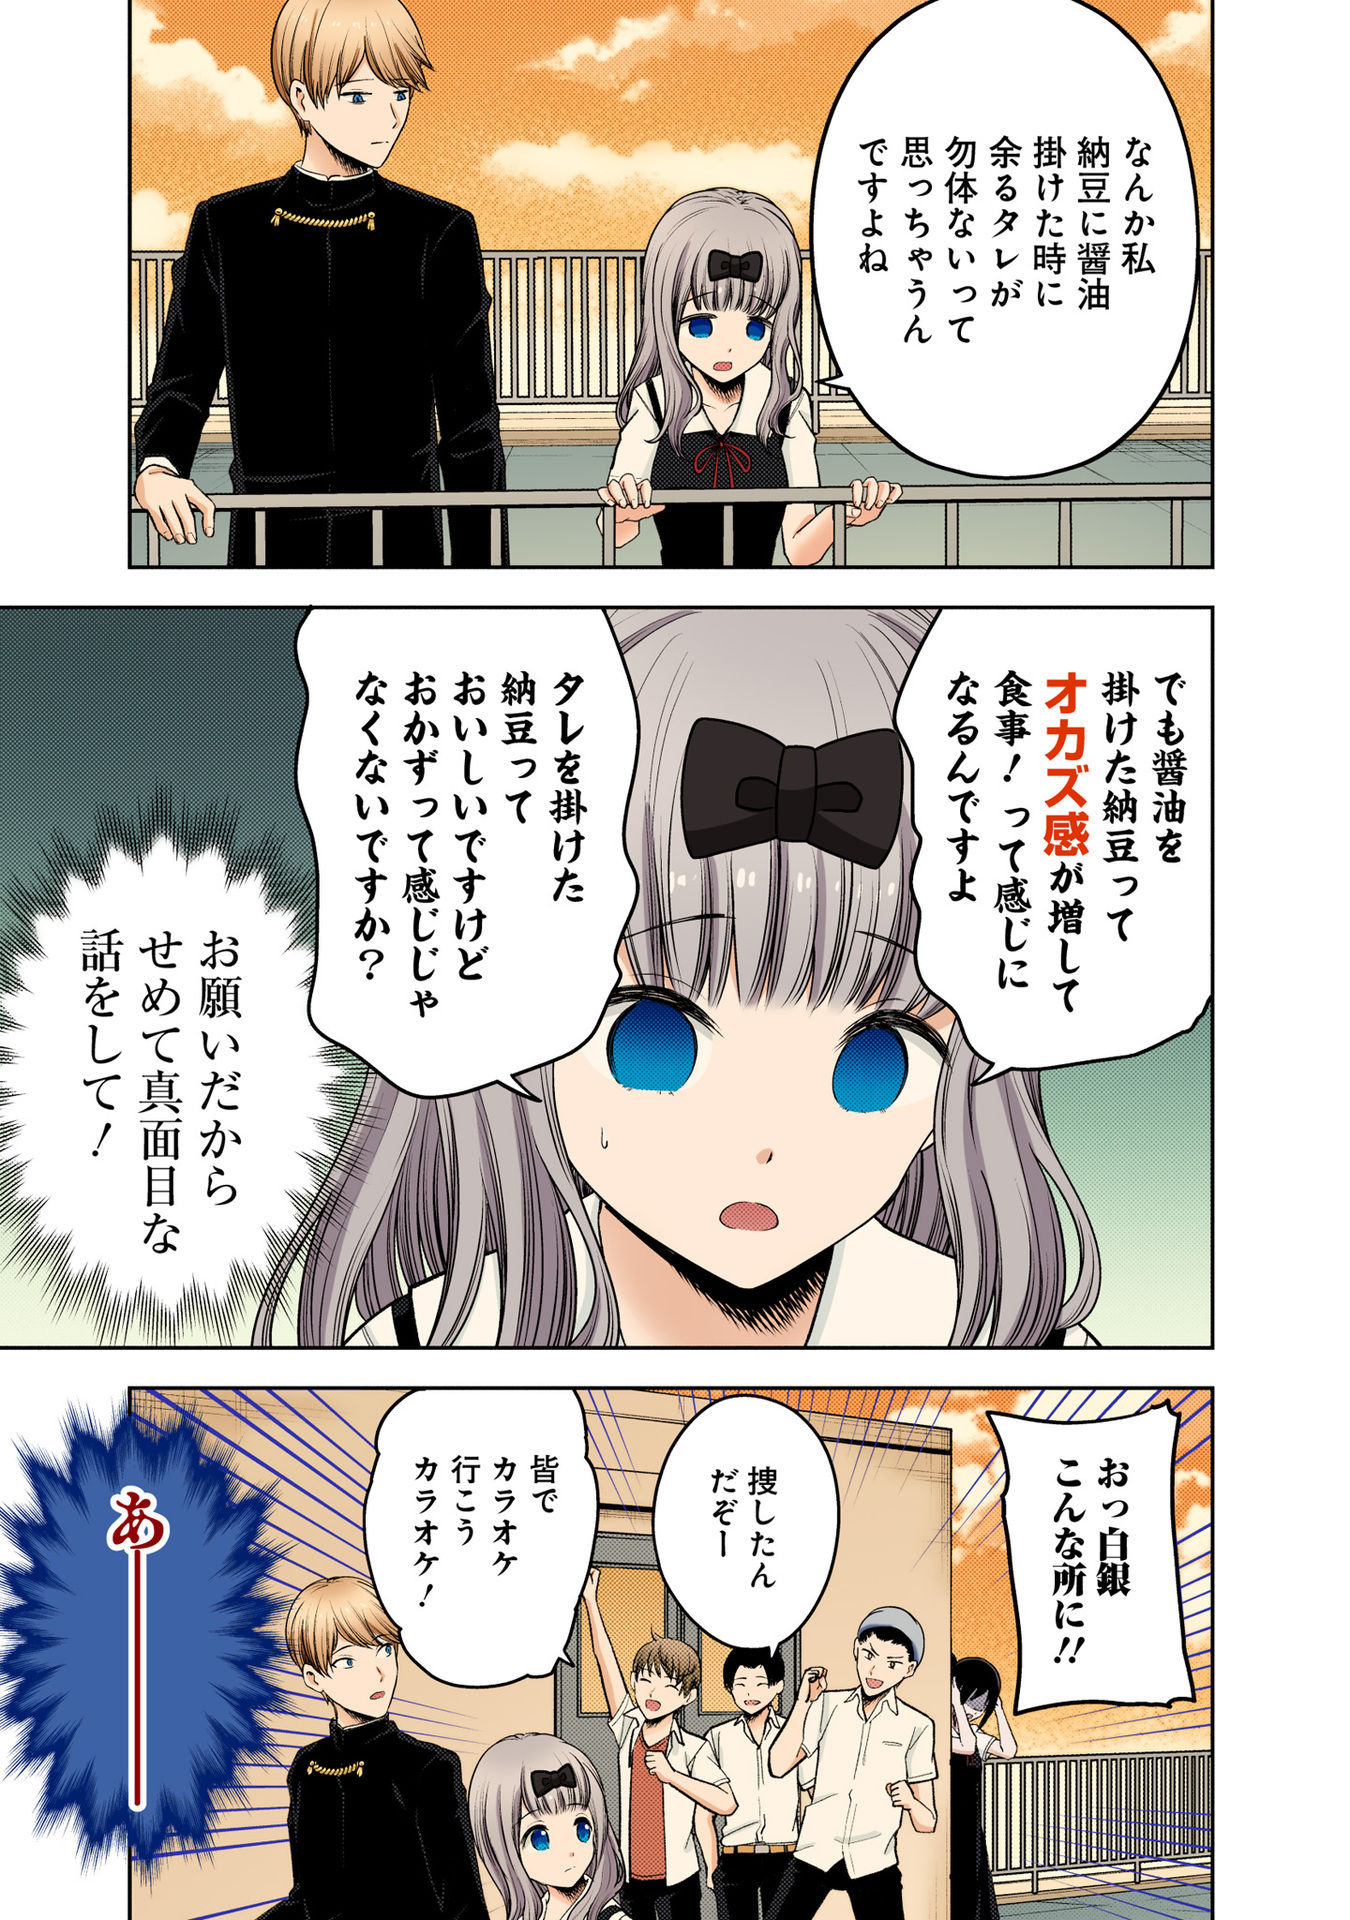 なんか私
納豆に醤油
掛けた時に
余るタレが
勿体ないって
思っちゃうん
ですよね
でも醤油を
掛けた納豆って
オカズ感が増して
食事！って感じに
なるんですよ
タレを掛けた
納豆って
おいしいですけど
おかずって感じじゃ
なくないですか？
お願いだから
せめて真面目な
話をして！
おっ白銀
こんな所に!!
捜したん
だぞー
皆で
カラオケ
行こう
カラオケ！
あー